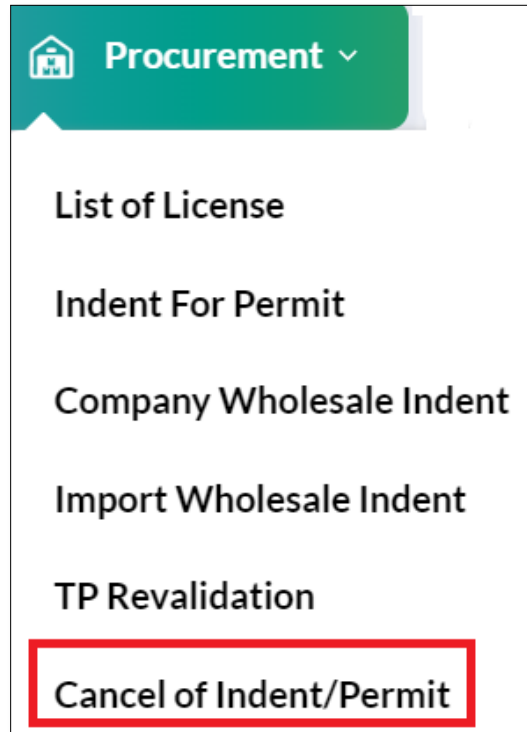 Procurement
List of License
Indent For Permit
Company Wholesale Indent
Import Wholesale Indent
TP Revalidation
Cancel of Indent/Permit